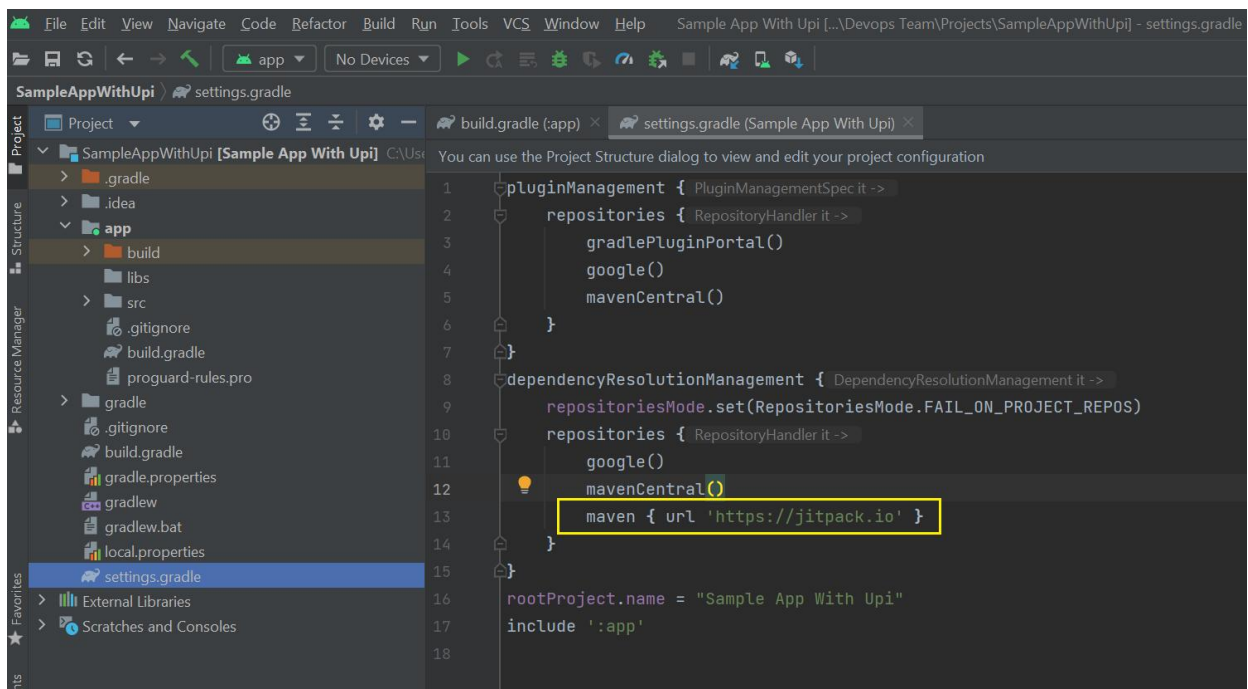 File Edit View Navigate Code Refactor Build Run Tools VCS Window Help Sample App With Upi [...\Devops Team\Projects\SampleAppWithUpi] - settings.gradle
app No Devices
SampleAppWithUpi settings.gradle
Project
Structure
Resource Manager
Favorites
Project
SampleAppWithUpi [Sample App With Upi] C:\Use
.gradle
.idea
app
build
libs
src
.gitignore
build.gradle
proguard-rules.pro
gradle
.gitignore
build.gradle
gradle.properties
gradlew
gradlew.bat
local.properties
settings.gradle
External Libraries
Scratches and Consoles
build.gradle (:app) settings.gradle (Sample App With Upi)
You can use the Project Structure dialog to view and edit your project configuration
1 pluginManagement { PluginManagementSpec it ->
2 repositories { RepositoryHandler it ->
3 gradlePluginPortal()
4 google()
5 mavenCentral()
6 }
7 }
8 dependencyResolutionManagement { DependencyResolutionManagement it ->
9 repositoriesMode.set(RepositoriesMode.FAIL_ON_PROJECT_REPOS)
10 repositories { RepositoryHandler it ->
11 google()
12 mavenCentral()
13 maven { url 'https://jitpack.io' }
14 }
15 }
16 rootProject.name = "Sample App With Upi"
17 include ':app'
18